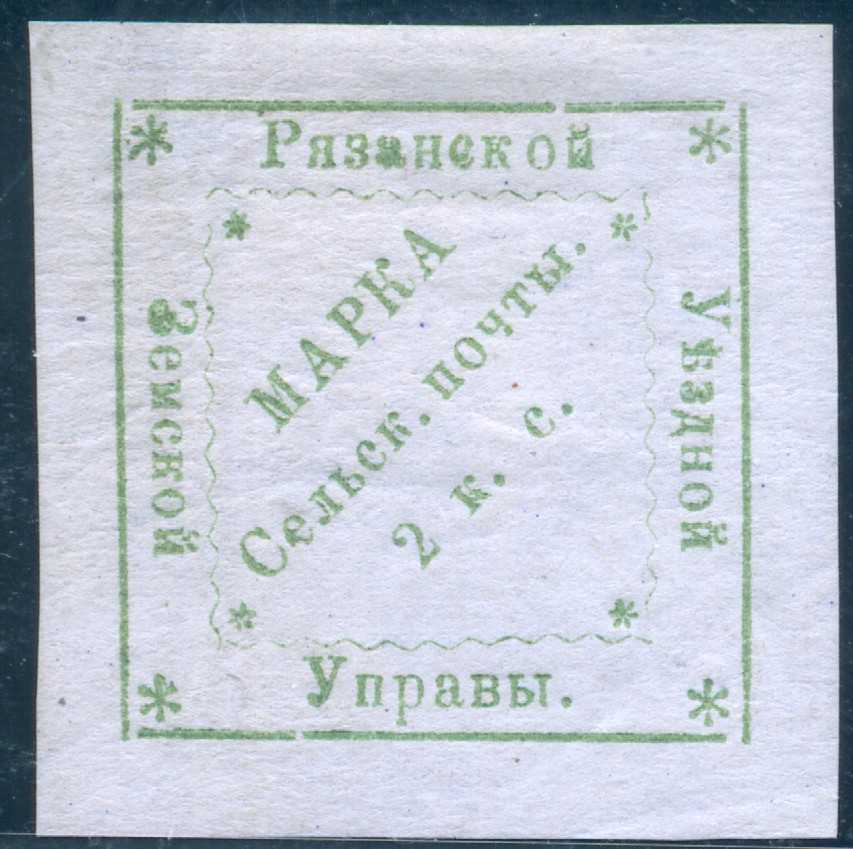 Рязанской
Уѣздной
Земской
Управы.
МАРКА
Сельск. почты.
2 к. с.